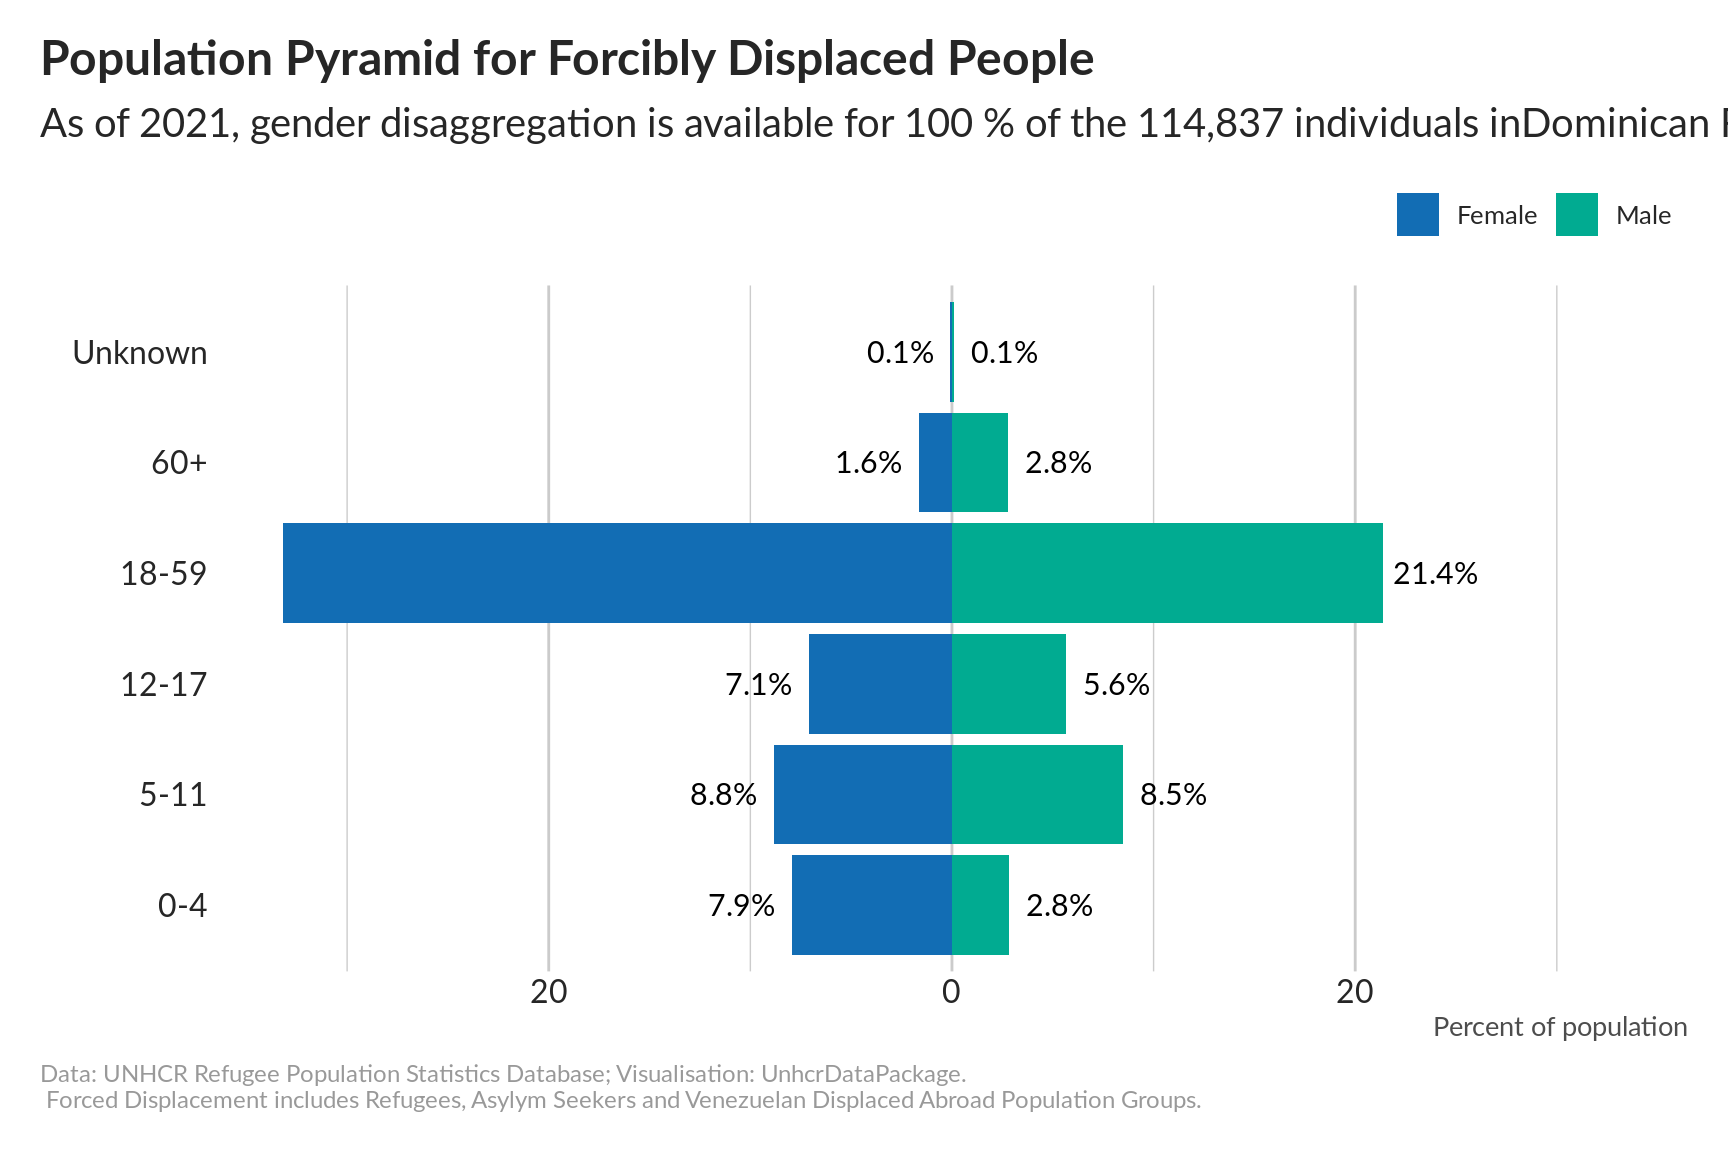 Population Pyramid for Forcibly Displaced People
As of 2021, gender disaggregation is available for 100 % of the 114,837 individuals inDominican
Female Male
Unknown 0.1% 0.1%
60+ 1.6% 2.8%
18-59 21.4%
12-17 7.1% 5.6%
5-11 8.8% 8.5%
0-4 7.9% 2.8%
20 0 20
Percent of population
Data: UNHCR Refugee Population Statistics Database; Visualisation: UnhcrDataPackage.
Forced Displacement includes Refugees, Asylym Seekers and Venezuelan Displaced Abroad Population Groups.